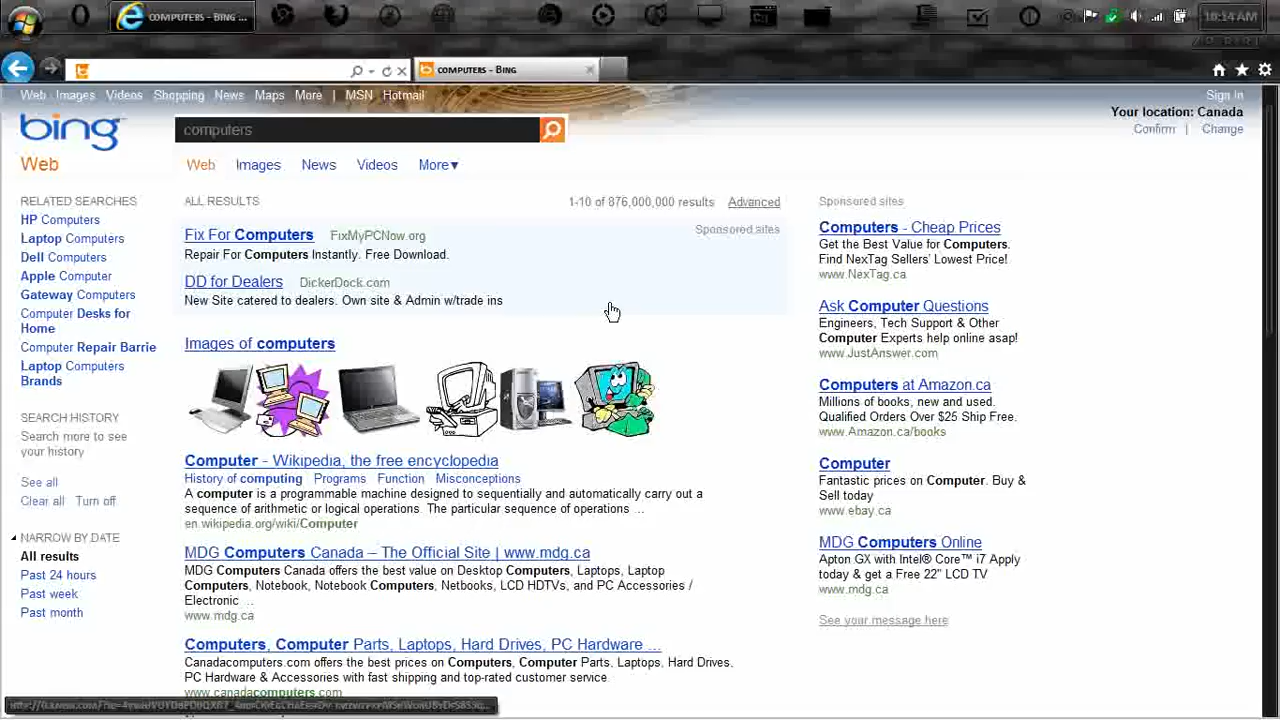 COMPUTERS - BING ...
10:14 AM
COMPUTERS - BING
Web Images Videos Shopping News Maps More | MSN Hotmail
Sign In
Your location: Canada
Confirm | Change
bing
computers
Web
Web Images News Videos More▾
RELATED SEARCHES
HP Computers
Laptop Computers
Dell Computers
Apple Computer
Gateway Computers
Computer Desks for
Home
Computer Repair Barrie
Laptop Computers
Brands
SEARCH HISTORY
Search more to see
your history
See all
Clear all Turn off
NARROW BY DATE
All results
Past 24 hours
Past week
Past month
ALL RESULTS
1-10 of 876,000,000 results Advanced
Fix For Computers FixMyPCNow.org
Sponsored sites
Repair For Computers Instantly. Free Download.
DD for Dealers DickerDock.com
New Site catered to dealers. Own site & Admin w/trade ins
Images of computers
Computer - Wikipedia, the free encyclopedia
History of computing Programs Function Misconceptions
A computer is a programmable machine designed to sequentially and automatically carry out a
sequence of arithmetic or logical operations. The particular sequence of operations ...
en.wikipedia.org/wiki/Computer
MDG Computers Canada – The Official Site | www.mdg.ca
MDG Computers Canada offers the best value on Desktop Computers, Laptops, Laptop
Computers, Notebook, Notebook Computers, Netbooks, LCD HDTVs, and PC Accessories /
Electronic ...
www.mdg.ca
Computers, Computer Parts, Laptops, Hard Drives, PC Hardware ...
Canadacomputers.com offers the best prices on Computers, Computer Parts, Laptops, Hard Drives,
PC Hardware & Accessories with fast shipping and top-rated customer service.
www.canadacomputers.com
Sponsored sites
Computers - Cheap Prices
Get the Best Value for Computers.
Find NexTag Sellers' Lowest Price!
www.NexTag.ca
Ask Computer Questions
Engineers, Tech Support & Other
Computer Experts help online asap!
www.JustAnswer.com
Computers at Amazon.ca
Millions of books, new and used.
Qualified Orders Over $25 Ship Free.
www.Amazon.ca/books
Computer
Fantastic prices on Computer. Buy &
Sell today
www.ebay.ca
MDG Computers Online
Apton GX with Intel® Core™ i7 Apply
today & get a Free 22" LCD TV
www.mdg.ca
See your message here